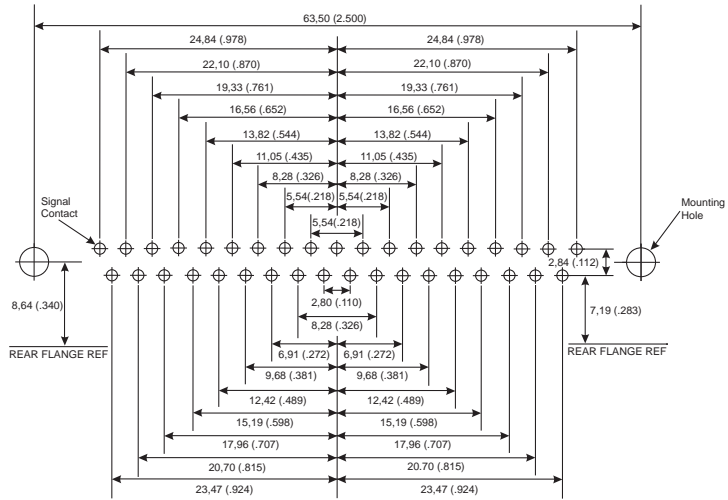 63,50 (2.500)
24,84 (.978) 24,84 (.978)
22,10 (.870) 22,10 (.870)
19,33 (.761) 19,33 (.761)
16,56 (.652) 16,56 (.652)
13,82 (.544) 13,82 (.544)
11,05 (.435) 11,05 (.435)
8,28 (.326) 8,28 (.326)
5,54(.218) 5,54(.218)
5,54(.218)
Signal
Contact
Mounting
Hole
2,84 (.112)
8,64 (.340)
2,80 (.110)
7,19 (.283)
8,28 (.326)
REAR FLANGE REF
REAR FLANGE REF
6,91 (.272) 6,91 (.272)
9,68 (.381) 9,68 (.381)
12,42 (.489) 12,42 (.489)
15,19 (.598) 15,19 (.598)
17,96 (.707) 17,96 (.707)
20,70 (.815) 20.70 (.815)
23,47 (.924) 23,47 (.924)